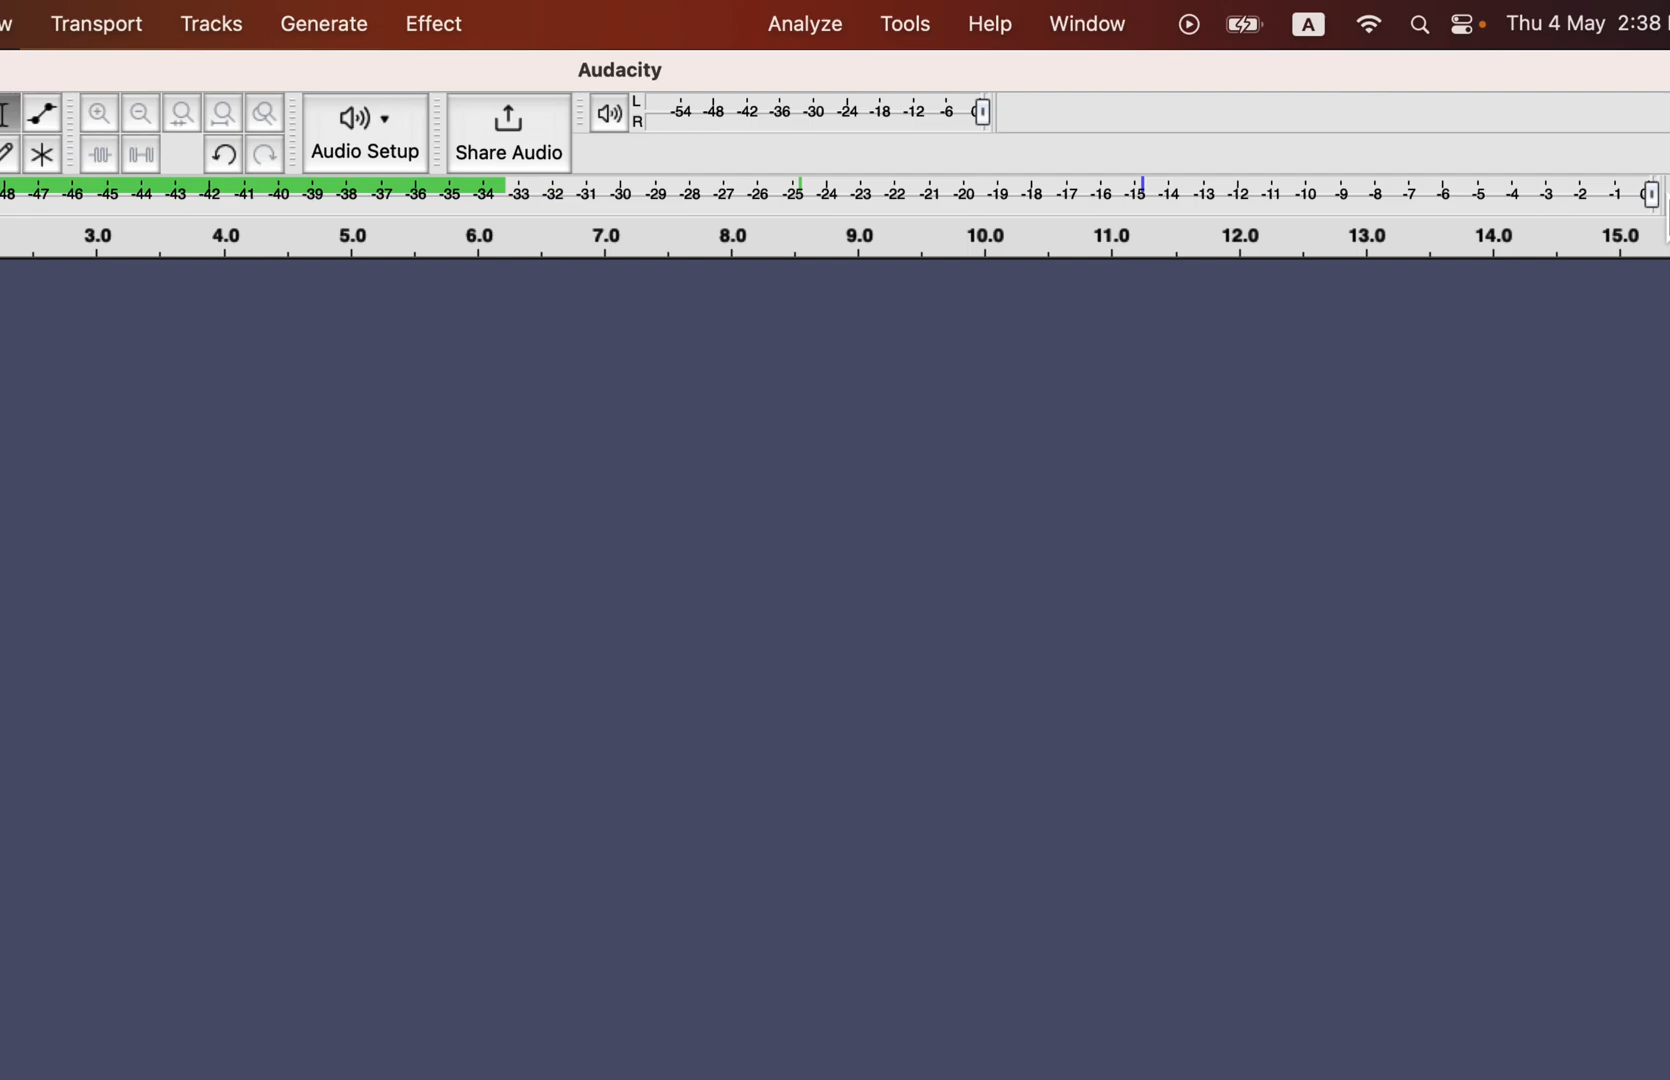 w Transport Tracks Generate Effect Analyze Tools Help Window A Thu 4 May 2:38
Audacity
L -54 -48 -42 -36 -30 -24 -18 -12 -6 0
R
Audio Setup Share Audio
48 -47 -46 -45 -44 -43 -42 -41 -40 -39 -38 -37 -36 -35 -34 -33 -32 -31 -30 -29 -28 -27 -26 -25 -24 -23 -22 -21 -20 -19 -18 -17 -16 -15 -14 -13 -12 -11 -10 -9 -8 -7 -6 -5 -4 -3 -2 -1 0
3.0 4.0 5.0 6.0 7.0 8.0 9.0 10.0 11.0 12.0 13.0 14.0 15.0